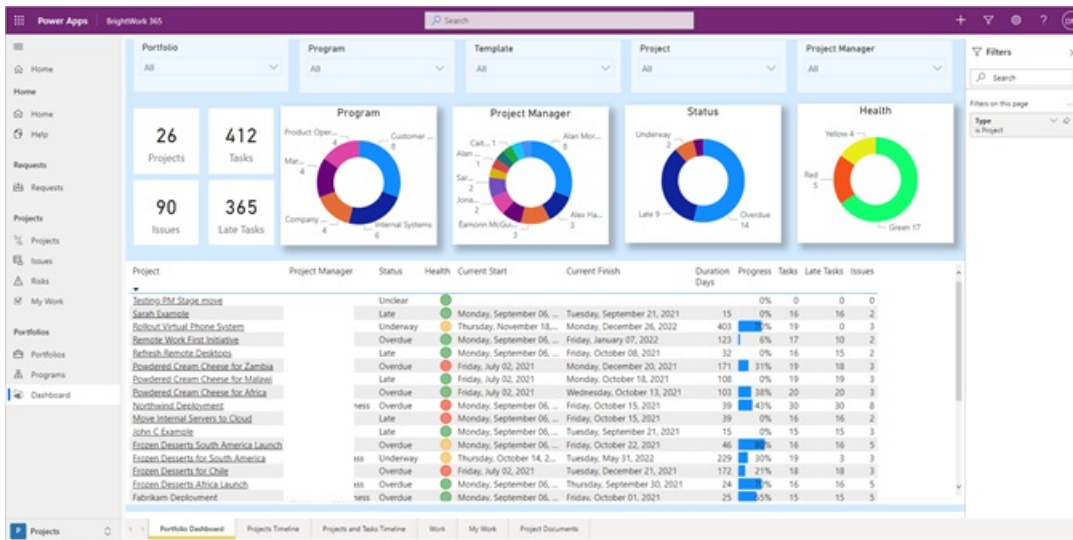 Power Apps BrightWork 365 Search
Home
Home
Home
Help
Requests
Requests
Projects
Projects
Issues
Risks
My Work
Portfolios
Portfolios
Programs
Dashboard
Projects
Portfolio Program Template Project Project Manager
All All All All All
26 Projects
412 Tasks
90 Issues
365 Late Tasks
Program
Product Oper... 4
Customer ... 8
Mar... 4
Company ... 4
Internal Systems 6
Project Manager
Cait... 1
Alan Mor... 8
Alan ... 1
Sar... 2
Jona... 2
Eamonn McGui... 3
Alex Ha... 3
Status
Underway 2
Late 9
Overdue 14
Health
Yellow 4
Red 5
Green 17
Filters
Search
Filters on this page
Type
is Project
Project Project Manager Status Health Current Start Current Finish Duration Days Progress Tasks Late Tasks Issues
Testing PM Stage move Unclear 0% 0 0 0
Sarah Example Late Monday, September 06, ... Tuesday, September 21, 2021 15 0% 16 16 2
Rollout Virtual Phone System Underway Thursday, November 18,... Monday, December 26, 2022 403 19 0 3
Remote Work First Initiative Overdue Monday, September 06, ... Friday, January 07, 2022 123 6% 17 10 2
Refresh Remote Desktops Late Monday, September 06, ... Friday, October 08, 2021 32 0% 16 15 2
Powdered Cream Cheese for Zambia Overdue Friday, July 02, 2021 Monday, December 20, 2021 171 31% 19 18 3
Powdered Cream Cheese for Malawi Late Friday, July 02, 2021 Monday, October 18, 2021 108 0% 19 19 3
Powdered Cream Cheese for Africa Overdue Friday, July 02, 2021 Wednesday, October 13, 2021 103 38% 20 20 3
Northwind Deployment ness Overdue Monday, September 06, ... Friday, October 15, 2021 39 43% 30 30 8
Move Internal Servers to Cloud Late Monday, September 06, ... Friday, October 15, 2021 39 0% 16 16 2
John C Example Late Monday, September 06, ... Tuesday, September 21, 2021 15 0% 15 15 3
Frozen Desserts South America Launch Overdue Monday, September 06, ... Friday, October 22, 2021 46 16 16 5
Frozen Desserts for South America ess Underway Thursday, October 14, 2... Tuesday, May 31, 2022 229 30% 19 3 3
Frozen Desserts for Chile Overdue Friday, July 02, 2021 Tuesday, December 21, 2021 172 21% 18 18 3
Frozen Desserts Africa Launch ess Overdue Monday, September 06, ... Thursday, September 30, 2021 24 16 16 5
Fabrikam Deployment ness Overdue Monday, September 06, ... Friday, October 01, 2021 25 15 15 5
Portfolio Dashboard Projects Timeline Projects and Tasks Timeline Work My Work Project Documents